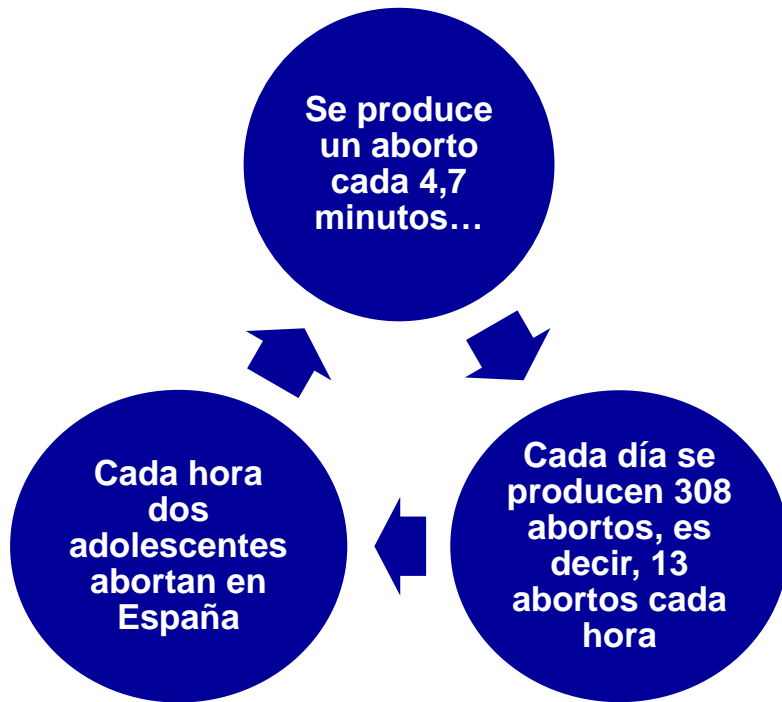 Se produce
un aborto
cada 4,7
minutos…
Cada día se
producen 308
abortos, es
decir, 13
abortos cada
hora
Cada hora
dos
adolescentes
abortan en
España